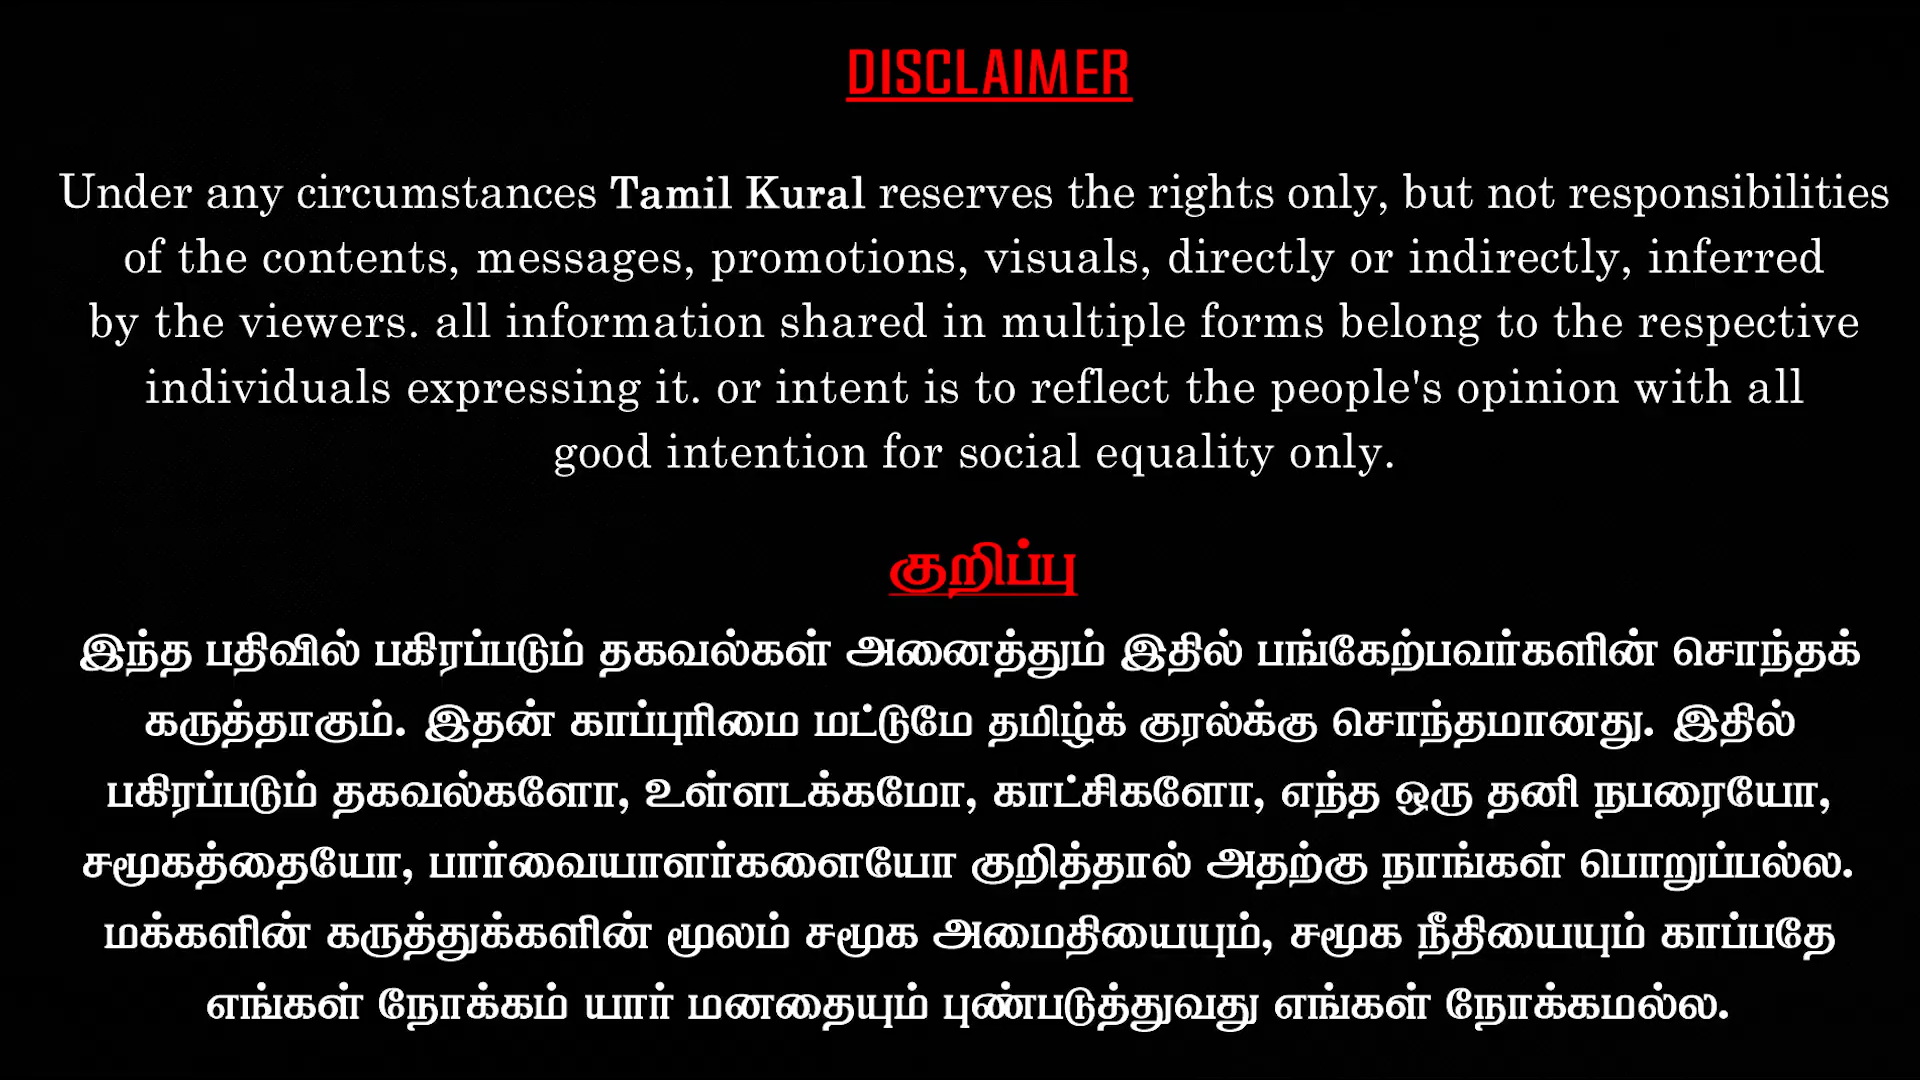 DISCLAIMER
Under any circumstances Tamil Kural reserves the rights only, but not responsibilities
of the contents, messages, promotions, visuals, directly or indirectly, inferred
by the viewers. all information shared in multiple forms belong to the respective
individuals expressing it. or intent is to reflect the people's opinion with all
good intention for social equality only.
குறிப்பு
இந்த பதிவில் பகிரப்படும் தகவல்கள் அனைத்தும் இதில் பங்கேற்பவர்களின் சொந்தக்
கருத்தாகும். இதன் காப்புரிமை மட்டுமே தமிழ்க் குரல்க்கு சொந்தமானது. இதில்
பகிரப்படும் தகவல்களோ, உள்ளடக்கமோ, காட்சிகளோ, எந்த ஒரு தனி நபரையோ,
சமூகத்தையோ, பார்வையாளர்களையோ குறித்தால் அதற்கு நாங்கள் பொறுப்பல்ல.
மக்களின் கருத்துக்களின் மூலம் சமூக அமைதியையும், சமூக நீதியையும் காப்பதே
எங்கள் நோக்கம் யார் மனதையும் புண்படுத்துவது எங்கள் நோக்கமல்ல.